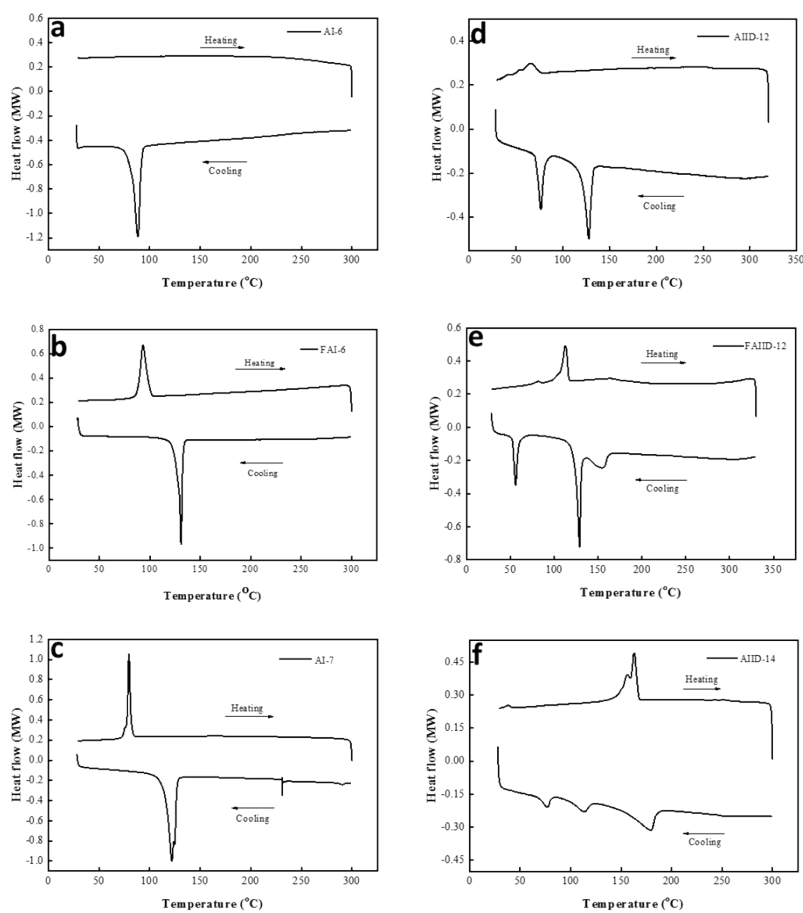 a
AI-6
Heating
Cooling
0.6
0.4
0.2
0.0
-0.2
-0.4
-0.6
-0.8
-1.0
-1.2
Heat flow (MW)
0
50
100
150
200
250
300
Temperature (°C)
d
AIID-12
Heating
Cooling
0.4
0.0
-0.4
Heat flow (MW)
0
50
100
150
200
250
300
350
Temperature (°C)
b
FAI-6
Heating
Cooling
0.8
0.6
0.4
0.2
0.0
-0.2
-0.4
-0.6
-0.8
-1.0
Heat flow (MW)
0
50
100
150
200
250
300
Temperature (°C)
e
FAIID-12
Heating
Cooling
0.6
0.4
0.2
0.0
-0.2
-0.4
-0.6
-0.8
Heat flow (MW)
0
50
100
150
200
250
300
Temperature (°C)
c
AI-7
Heating
Cooling
1.2
1.0
0.8
0.6
0.4
0.2
0.0
-0.2
-0.4
-0.6
-0.8
-1.0
Heat flow (MW)
0
50
100
150
200
250
300
Temperature (°C)
f
AIID-14
Heating
Cooling
0.45
0.30
0.15
0.00
-0.15
-0.30
-0.45
Heat flow (MW)
0
50
100
150
200
250
300
Temperature (°C)